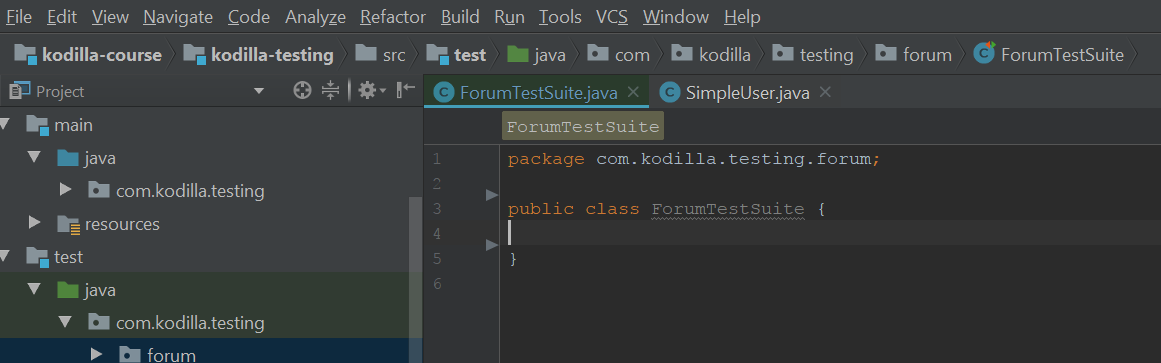 File Edit View Navigate Code Analyze Refactor Build Run Tools VCS Window Help
kodilla-course kodilla-testing src test java com kodilla testing forum ForumTestSuite
Project
ForumTestSuite.java SimpleUser.java
main
java
com.kodilla.testing
resources
test
java
com.kodilla.testing
forum
ForumTestSuite
1 package com.kodilla.testing.forum;
2
3 public class ForumTestSuite {
4
5 }
6